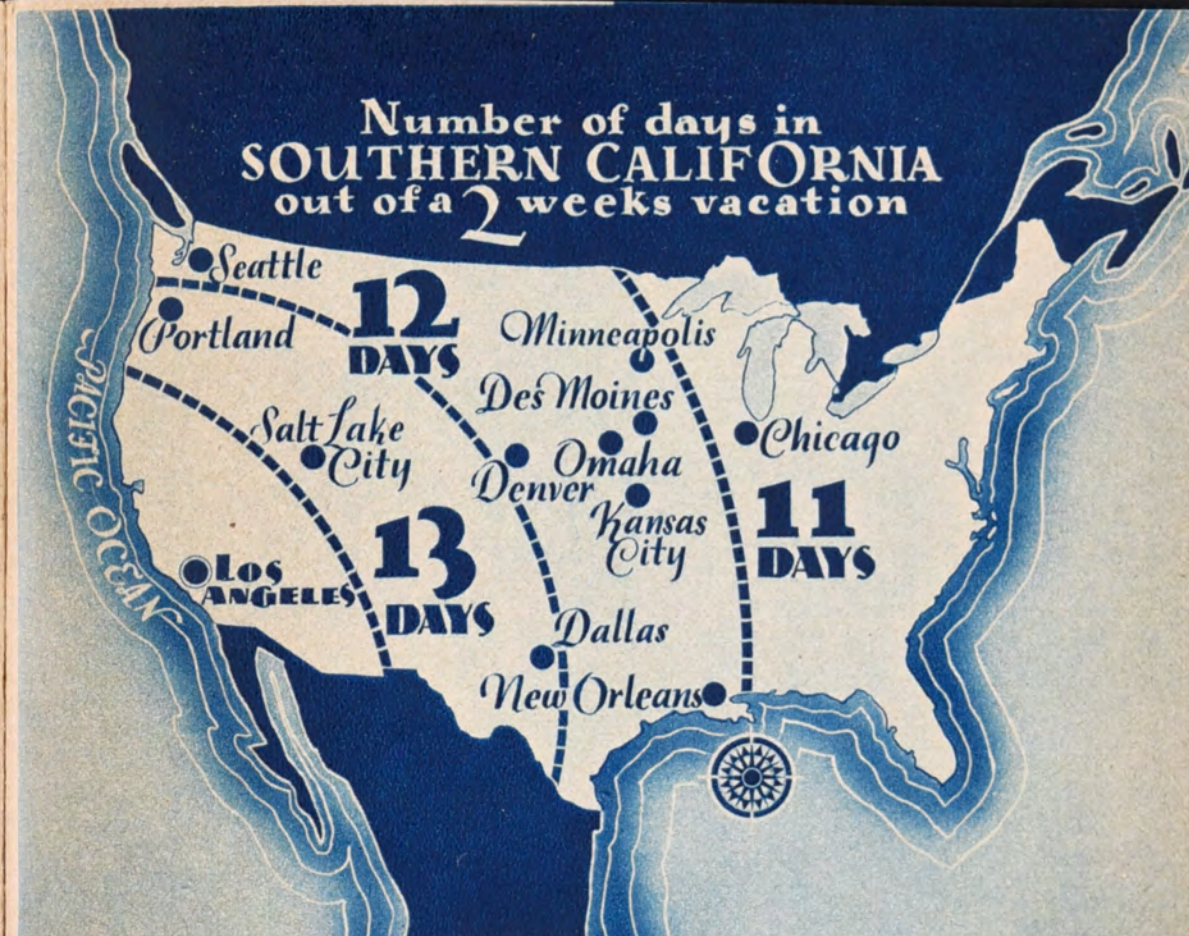 Number of days in
SOUTHERN CALIFORNIA
out of a 2 weeks vacation
Seattle
12
DAYS
Portland
Minneapolis
Des Moines
Salt Lake
City
Chicago
Omaha
Denver
Kansas
City
11
DAYS
13
DAYS
LOS
ANGELES
Dallas
New Orleans
PACIFIC OCEAN